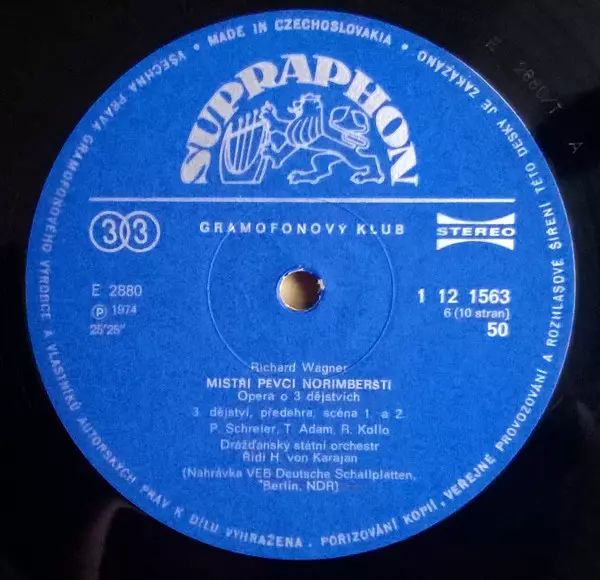 • MADE IN CZECHOSLOVAKIA •
VŠECHNA PRÁVA GRAMOFONOVÉHO VÝROBCE A VLASTNÍKŮ AUTORSKÝCH PRÁV K DÍLU VYHRAŽENA. POŘIZOVÁNÍ KOPIÍ, VEŘEJNÉ PROVOZOVÁNÍ A ROZHLASOVÉ ŠÍŘENÍ TÉTO DESKY JE ZAKÁZÁNO
SUPRAPHON
33
GRAMOFONOVÝ KLUB
STEREO
E 2880
Ⓟ 1974
25'25"
1 12 1563
6 (10 stran)
50
Richard Wagner
MISTŘI PĚVCI NORIMBERŠTÍ
Opera o 3 dějstvích
3. dějství, předehra, scéna 1. a 2.
P. Schreier, T. Adam, R. Kollo
Drážďanský státní orchestr
Řídí H. von Karajan
(Nahrávka VEB Deutsche Schallplatten,
Berlin, NDR)